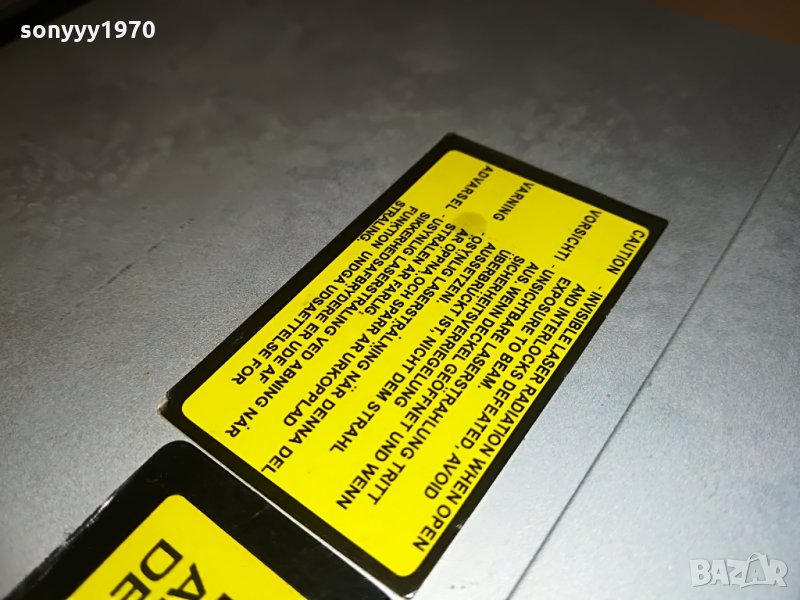 sonyyy1970
CAUTION - INVISIBLE LASER RADIATION WHEN OPEN
AND INTERLOCKS DEFEATED, AVOID
EXPOSURE TO BEAM.
VORSICHT! - UNSICHTBARE LASERSTRAHLUNG TRITT
AUS, WENN DECKEL GEÖFFNET UND WENN
SICHERHEITSVERRIEGELUNG
ÜBERBRÜCKT IST. NICHT DEM STRAHL
AUSSETZEN!
VARNING - OSYNLIG LASERSTRÅLNING NÄR DENNA DEL
ÄR ÖPPNA OCH SPÄRR ÄR URKOPPLAD
STRÅLEN ÄR FARLIG.
ADVARSEL - USYNLIG LASERSTRÅLING VED ÅBNING NÅR
SIKKERHEDSAFBRYDERE ER UDE AF
FUNKTION UNDGÅ UDSAETTELSE FOR
STRÅLING.
BAZAR.bg